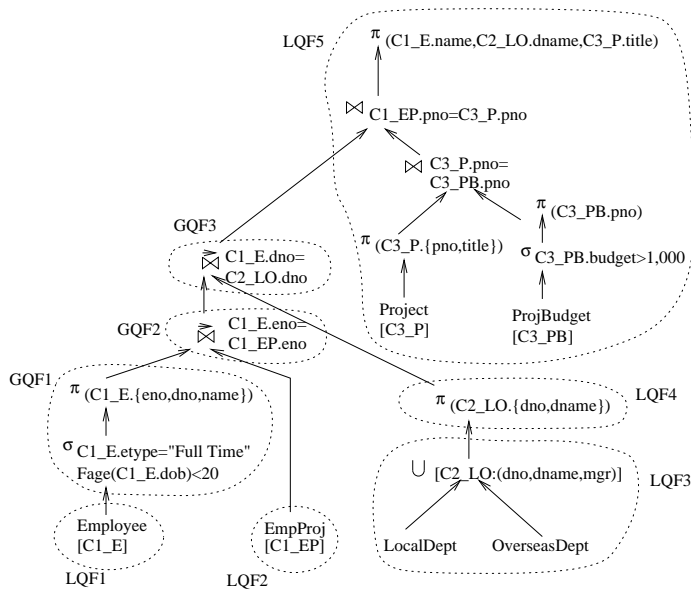 LQF5
π (C1_E.name,C2_LO.dname,C3_P.title)
⋈ C1_EP.pno=C3_P.pno
⋈ C3_P.pno=
C3_PB.pno
π (C3_PB.pno)
GQF3
π (C3_P.{pno,title})
σ C3_PB.budget>1,000
⋈ C1_E.dno=
C2_LO.dno
Project
[C3_P]
ProjBudget
[C3_PB]
GQF2
⋈ C1_E.eno=
C1_EP.eno
GQF1
π (C1_E.{eno,dno,name})
π (C2_LO.{dno,dname})
LQF4
σ C1_E.etype="Full Time"
Fage(C1_E.dob)<20
∪ [C2_LO:(dno,dname,mgr)]
LQF3
Employee
[C1_E]
EmpProj
[C1_EP]
LocalDept
OverseasDept
LQF1
LQF2